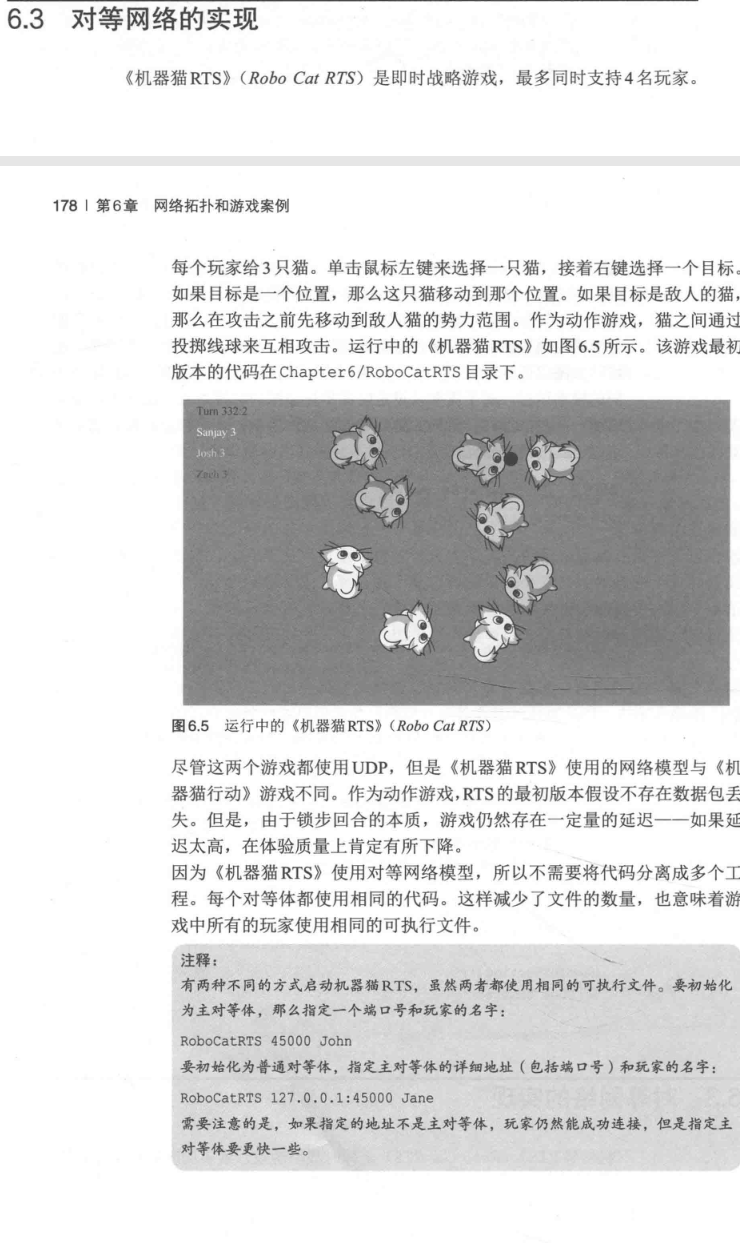 6.3 对等网络的实现
《机器猫RTS》（Robo Cat RTS）是即时战略游戏，最多同时支持4名玩家。
178 | 第6章 网络拓扑和游戏案例
每个玩家给3只猫。单击鼠标左键来选择一只猫，接着右键选择一个目标。
如果目标是一个位置，那么这只猫移动到那个位置。如果目标是敌人的猫，
那么在攻击之前先移动到敌人猫的势力范围。作为动作游戏，猫之间通过
投掷线球来互相攻击。运行中的《机器猫RTS》如图6.5所示。该游戏最初
版本的代码在Chapter6/RoboCatRTS目录下。
Turn 332:2
Sanjay 3
Josh 3
Zach 3
图6.5 运行中的《机器猫RTS》（Robo Cat RTS）
尽管这两个游戏都使用UDP，但是《机器猫RTS》使用的网络模型与《机
器猫行动》游戏不同。作为动作游戏，RTS的最初版本假设不存在数据包丢
失。但是，由于锁步回合的本质，游戏仍然存在一定量的延迟——如果延
迟太高，在体验质量上肯定有所下降。
因为《机器猫RTS》使用对等网络模型，所以不需要将代码分离成多个工
程。每个对等体都使用相同的代码。这样减少了文件的数量，也意味着游
戏中所有的玩家使用相同的可执行文件。
注释：
有两种不同的方式启动机器猫RTS，虽然两者都使用相同的可执行文件。要初始化
为主对等体，那么指定一个端口号和玩家的名字：
RoboCatRTS 45000 John
要初始化为普通对等体，指定主对等体的详细地址（包括端口号）和玩家的名字：
RoboCatRTS 127.0.0.1:45000 Jane
需要注意的是，如果指定的地址不是主对等体，玩家仍然能成功连接，但是指定主
对等体要更快一些。